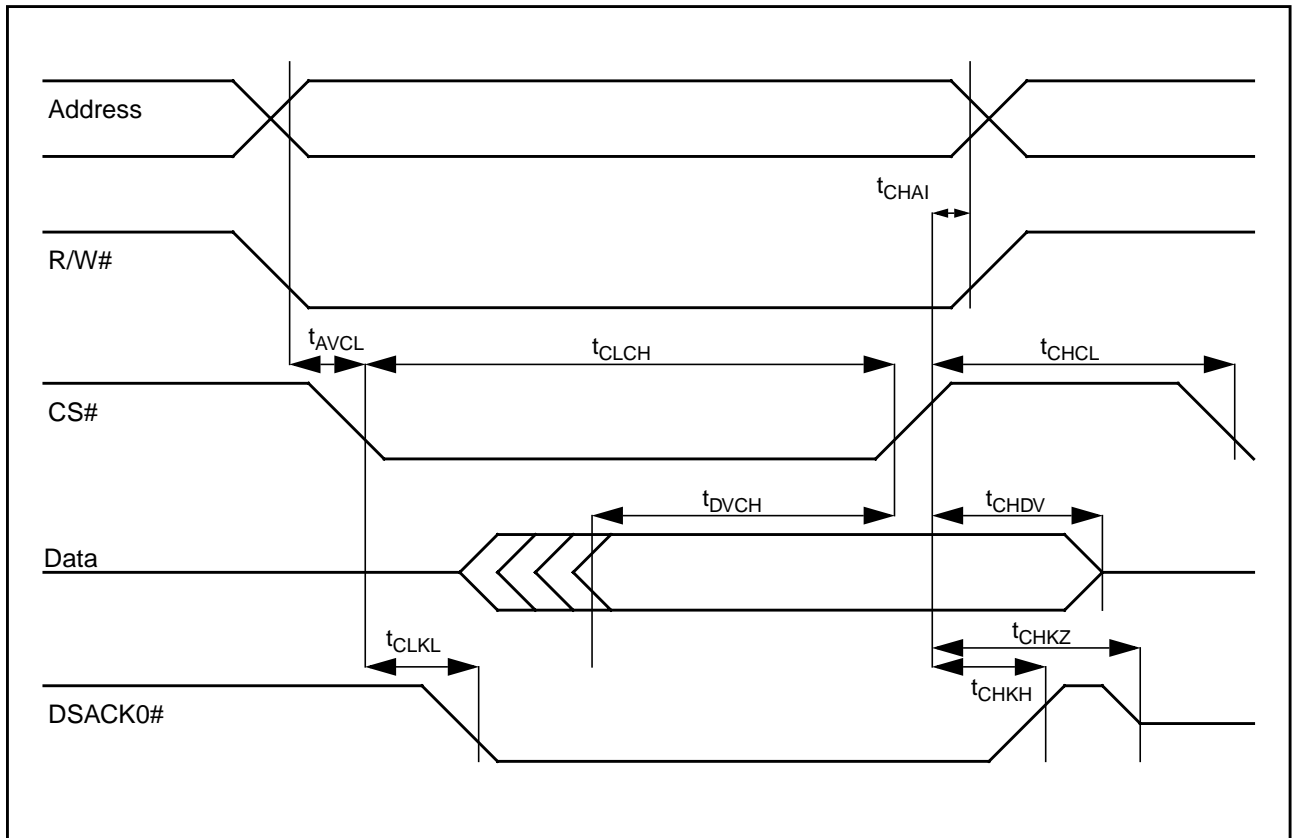 Address
tCHAI
R/W#
tAVCL
tCLCH
tCHCL
CS#
tDVCH
tCHDV
Data
tCLKL
tCHKZ
tCHKH
DSACK0#